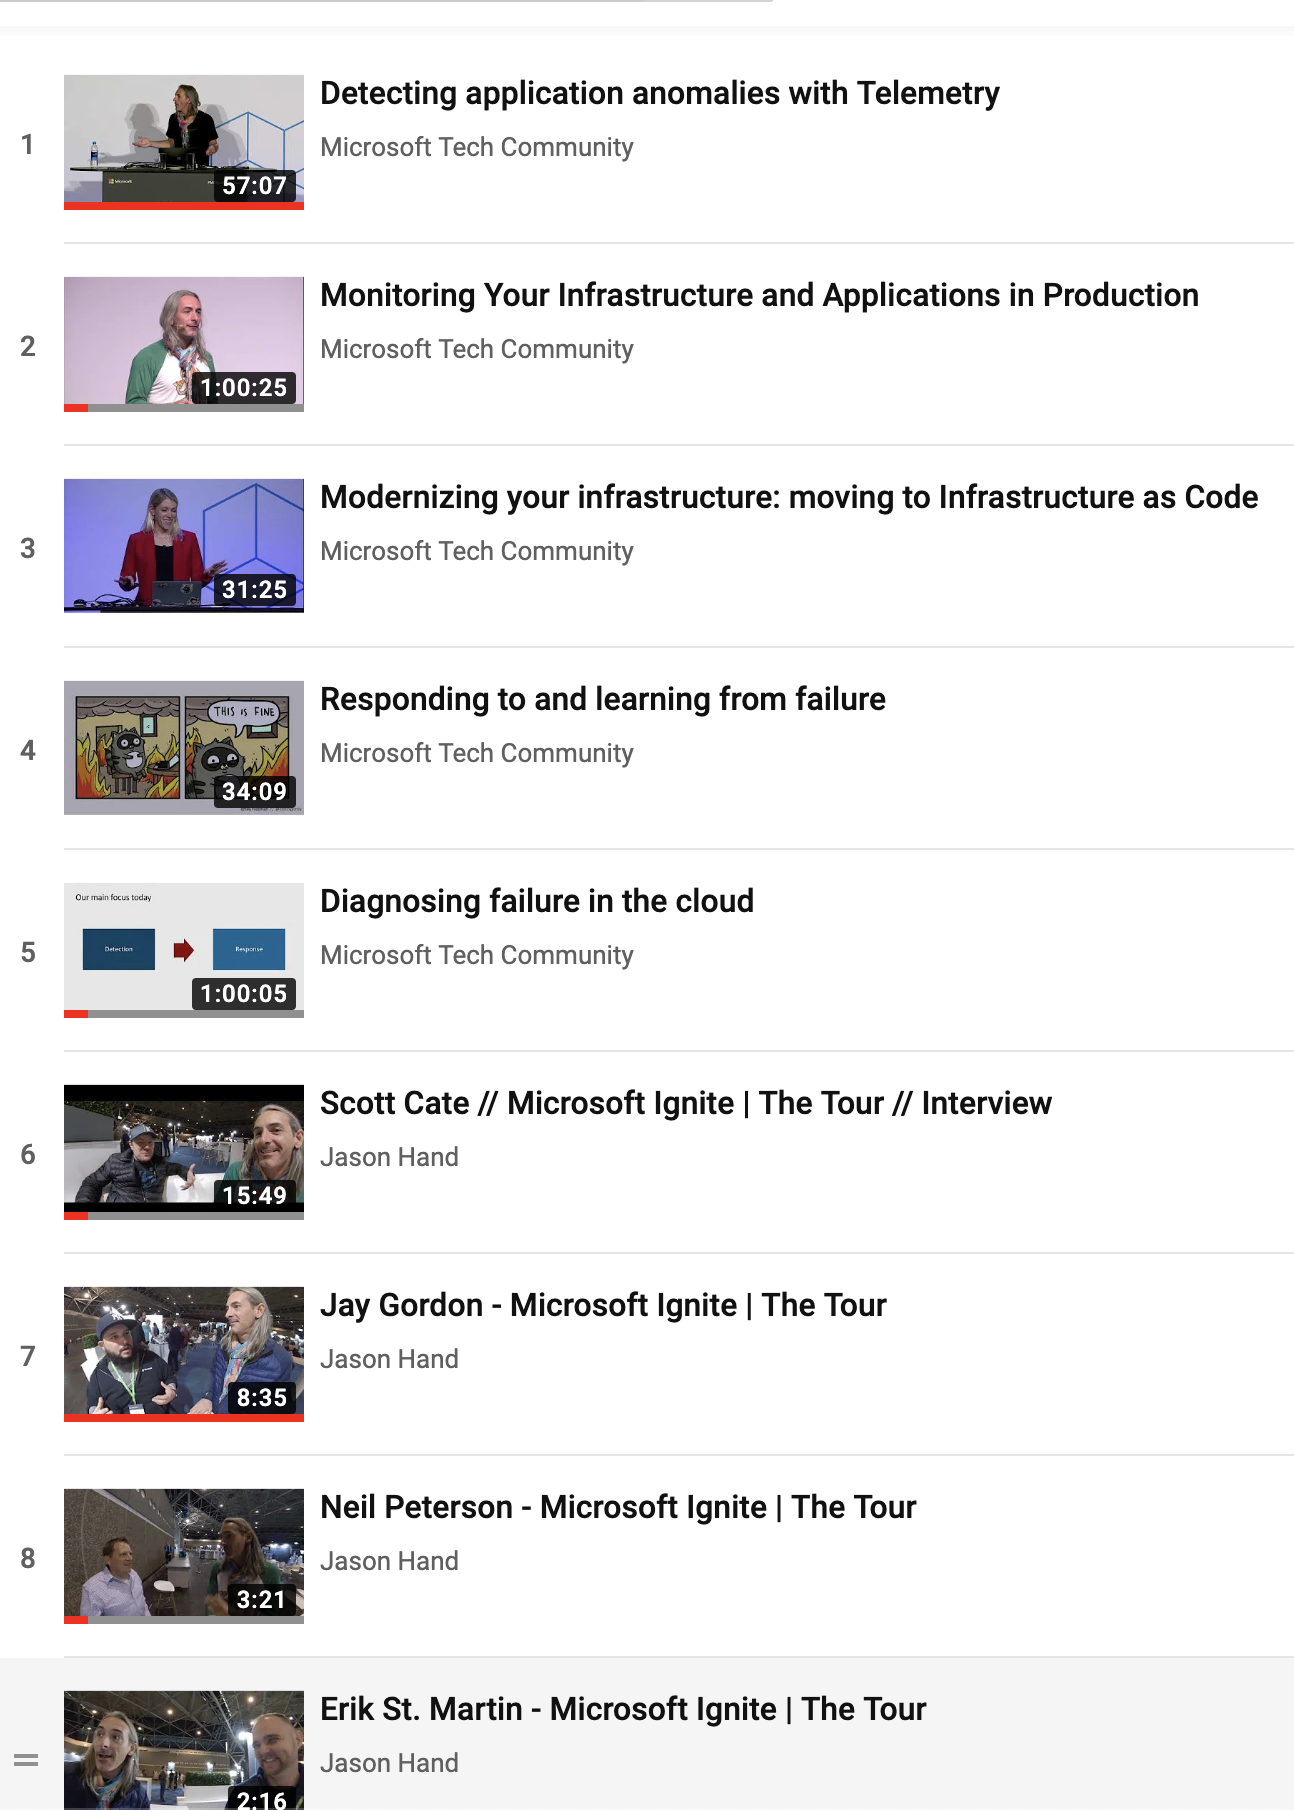 1
57:07
Detecting application anomalies with Telemetry
Microsoft Tech Community
2
1:00:25
Monitoring Your Infrastructure and Applications in Production
Microsoft Tech Community
3
31:25
Modernizing your infrastructure: moving to Infrastructure as Code
Microsoft Tech Community
4
THIS IS FINE
34:09
Responding to and learning from failure
Microsoft Tech Community
5
Our main focus today
Detection
Response
1:00:05
Diagnosing failure in the cloud
Microsoft Tech Community
6
15:49
Scott Cate // Microsoft Ignite | The Tour // Interview
Jason Hand
7
8:35
Jay Gordon - Microsoft Ignite | The Tour
Jason Hand
8
3:21
Neil Peterson - Microsoft Ignite | The Tour
Jason Hand
2:16
Erik St. Martin - Microsoft Ignite | The Tour
Jason Hand